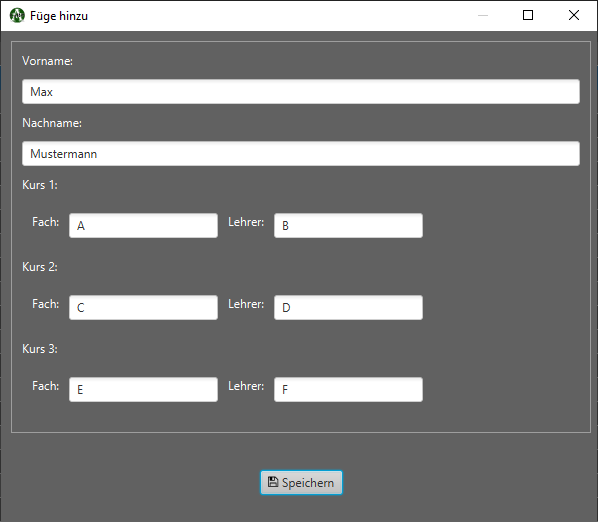 Füge hinzu
Vorname:
Max
Nachname:
Mustermann
Kurs 1:
Fach: A Lehrer: B
Kurs 2:
Fach: C Lehrer: D
Kurs 3:
Fach: E Lehrer: F
Speichern